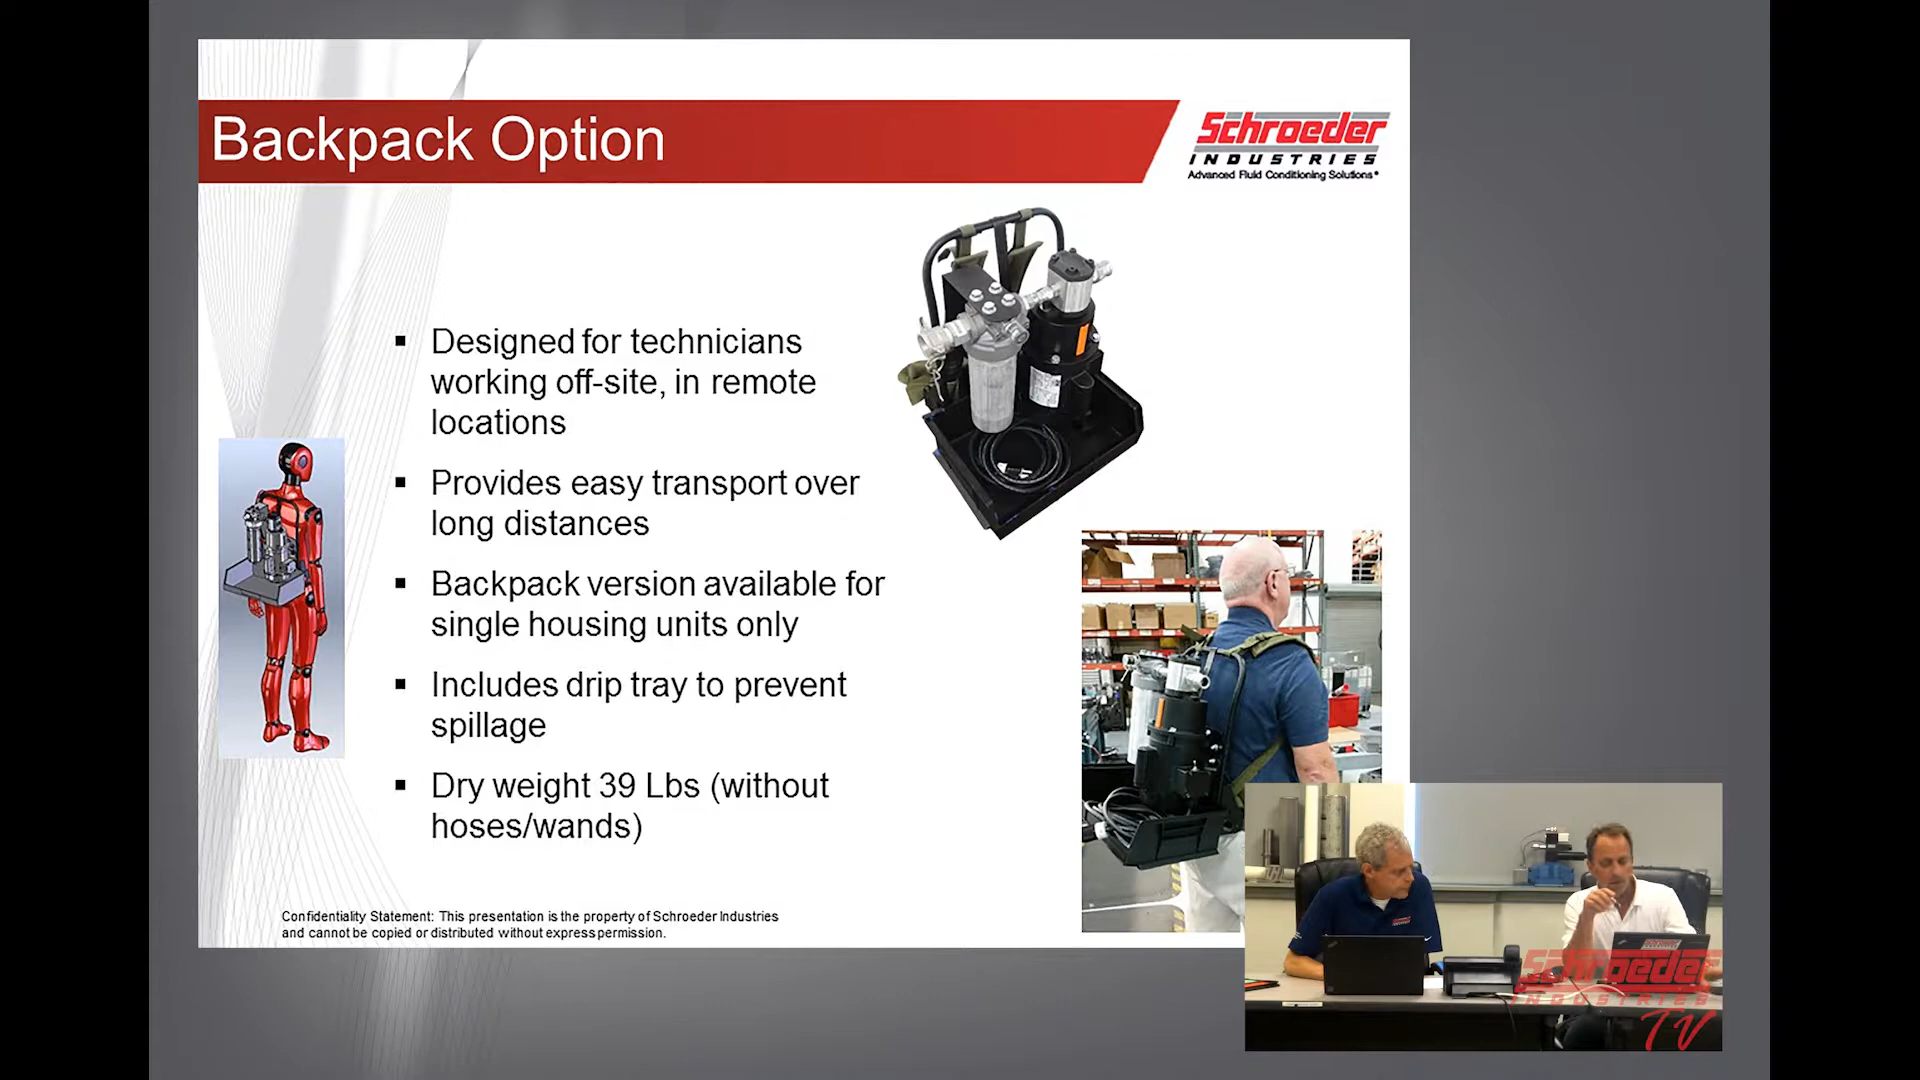 Backpack Option
Schroeder
INDUSTRIES
Advanced Fluid Conditioning Solutions®
▪ Designed for technicians
working off-site, in remote
locations
▪ Provides easy transport over
long distances
▪ Backpack version available for
single housing units only
▪ Includes drip tray to prevent
spillage
▪ Dry weight 39 Lbs (without
hoses/wands)
Confidentiality Statement: This presentation is the property of Schroeder Industries
and cannot be copied or distributed without express permission.
Schroeder
INDUSTRIES
TV